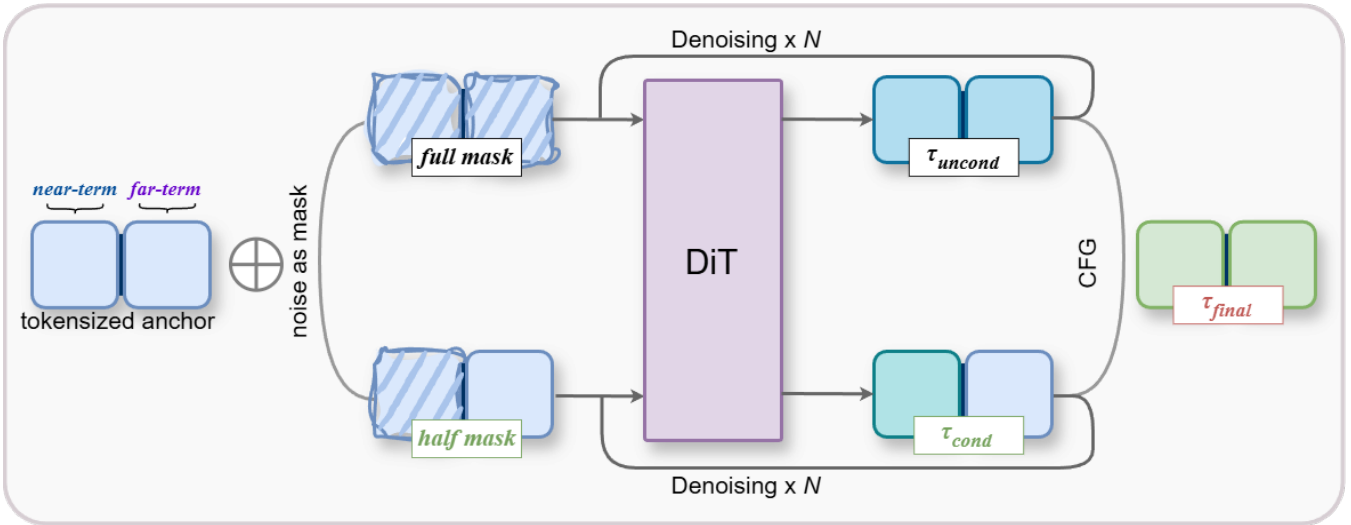 Denoising x N
full mask
τuncond
near-term far-term
noise as mask
DiT
CFG
tokensized anchor
τfinal
half mask
τcond
Denoising x N